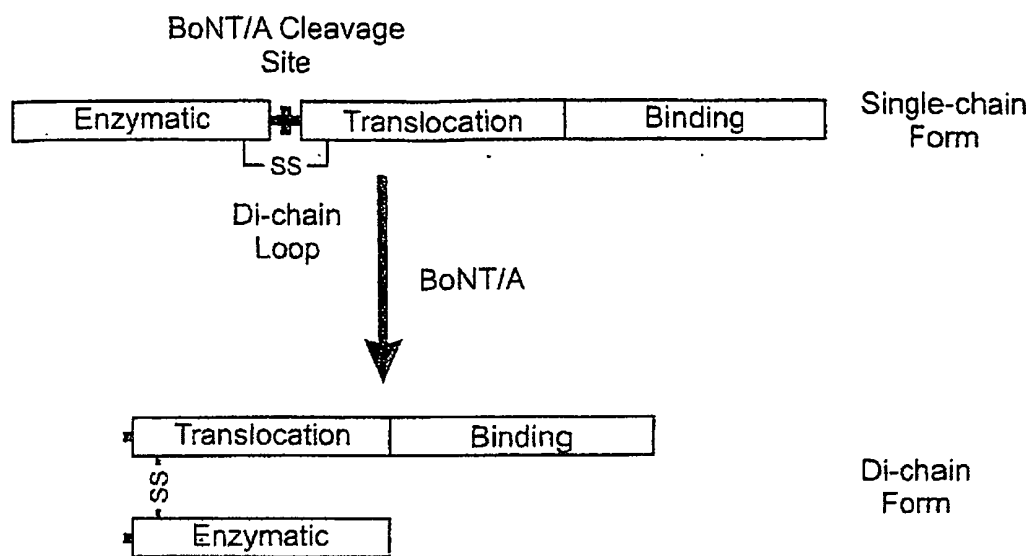 BoNT/A Cleavage
Site
Enzymatic
Translocation
Binding
Single-chain
Form
SS
Di-chain
Loop
BoNT/A
Translocation
Binding
SS
Enzymatic
Di-chain
Form